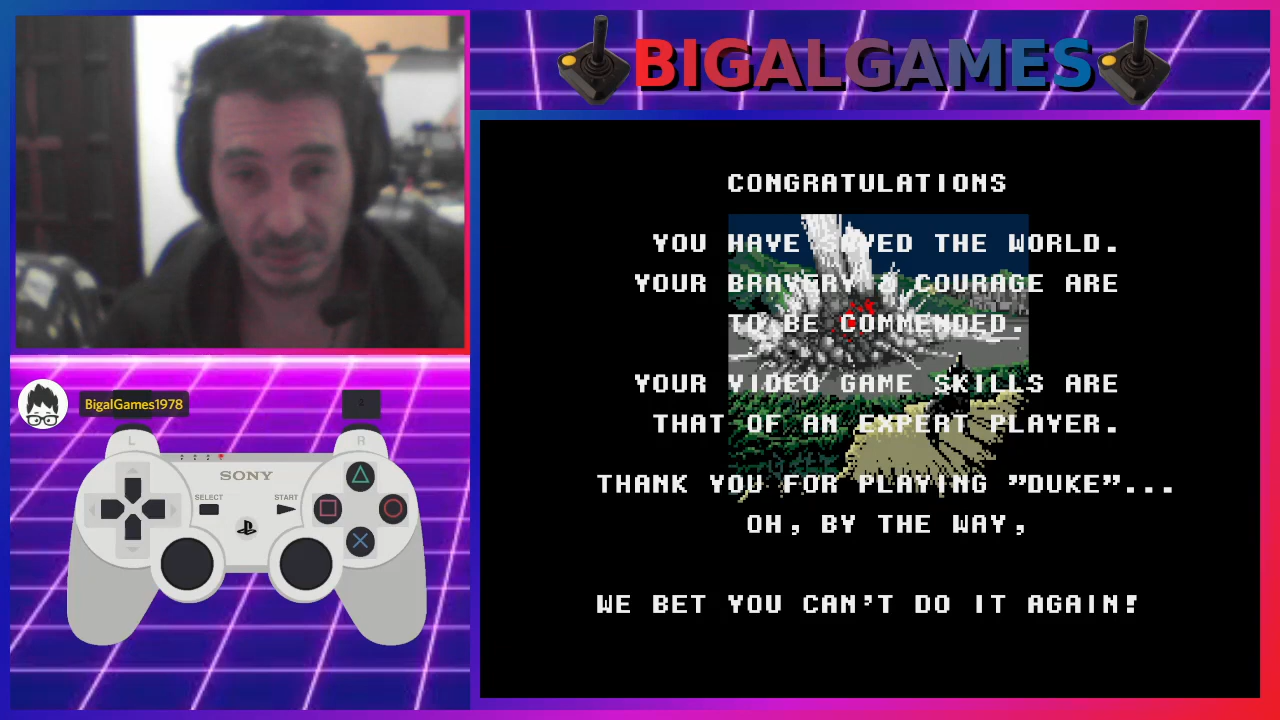 BIGALGAMES
CONGRATULATIONS
YOU HAVE SAVED THE WORLD.
YOUR BRAVERY & COURAGE ARE
TO BE COMMENDED.
YOUR VIDEO GAME SKILLS ARE
THAT OF AN EXPERT PLAYER.
THANK YOU FOR PLAYING "DUKE"...
OH, BY THE WAY,
WE BET YOU CAN'T DO IT AGAIN!
BigalGames1978
L
R
SONY
SELECT
START